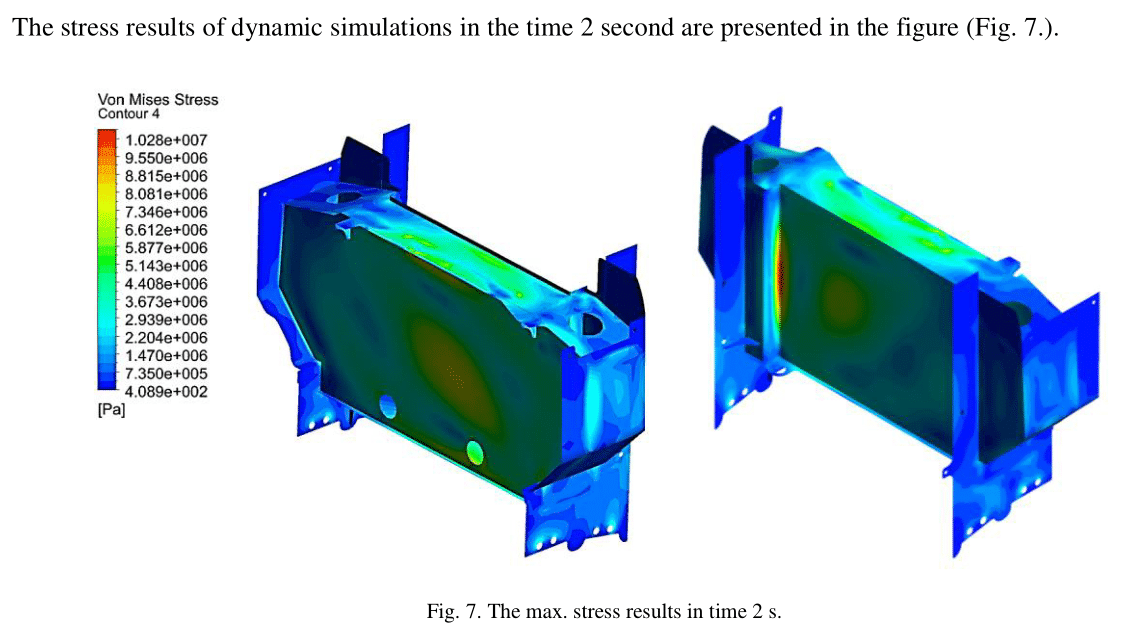 The stress results of dynamic simulations in the time 2 second are presented in the figure (Fig. 7.).
Von Mises Stress
Contour 4
1.028e+007
9.550e+006
8.815e+006
8.081e+006
7.346e+006
6.612e+006
5.877e+006
5.143e+006
4.408e+006
3.673e+006
2.939e+006
2.204e+006
1.470e+006
7.350e+005
4.089e+002
[Pa]
Fig. 7. The max. stress results in time 2 s.